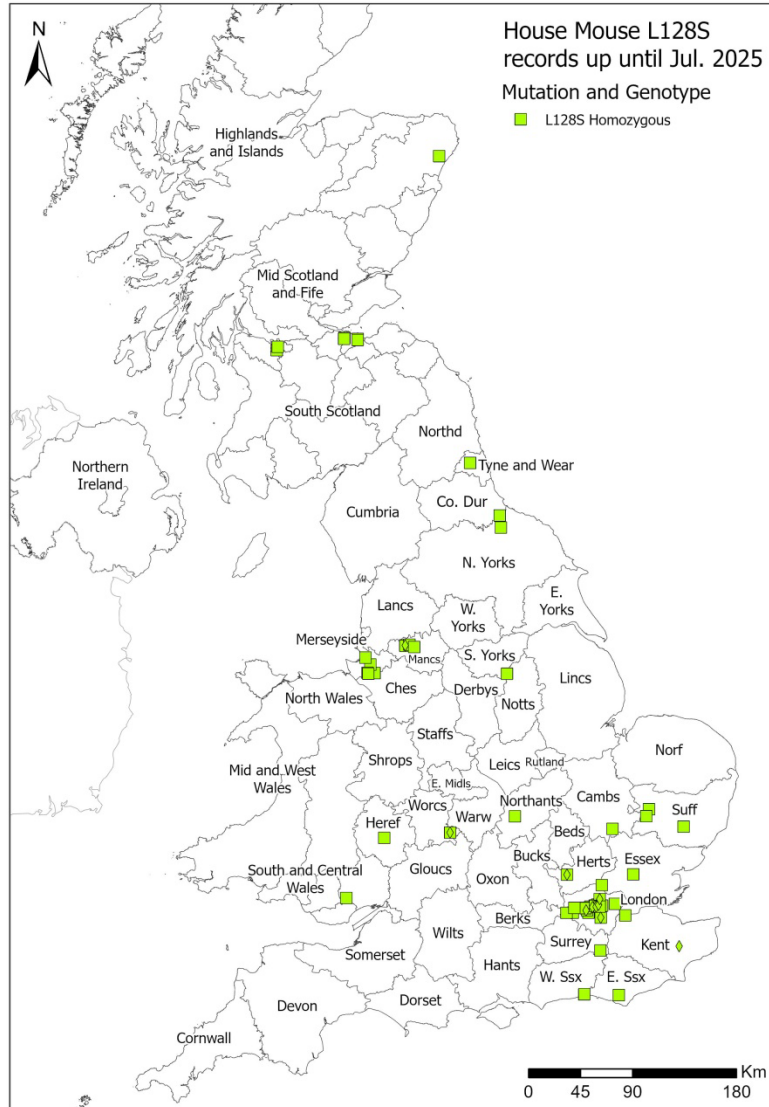 House Mouse L128S
records up until Jul. 2025
Mutation and Genotype
L128S Homozygous
N
Highlands
and Islands
Mid Scotland
and Fife
South Scotland
Northd
Tyne and Wear
Northern
Ireland
Co. Dur
Cumbria
N. Yorks
Lancs
W.
Yorks
E.
Yorks
Merseyside
Mancs
S. Yorks
Lincs
North Wales
Ches
Derbys
Notts
Staffs
Norf
Shrops
Leics
Rutland
Mid and West
Wales
E. Midls
Worcs
Warw
Northants
Cambs
Suff
Heref
Beds
Bucks
Herts
Essex
South and Central
Wales
Gloucs
Oxon
London
Berks
Wilts
Surrey
Kent
Somerset
Hants
W. Ssx
E. Ssx
Devon
Dorset
Cornwall
Km
0 45 90 180